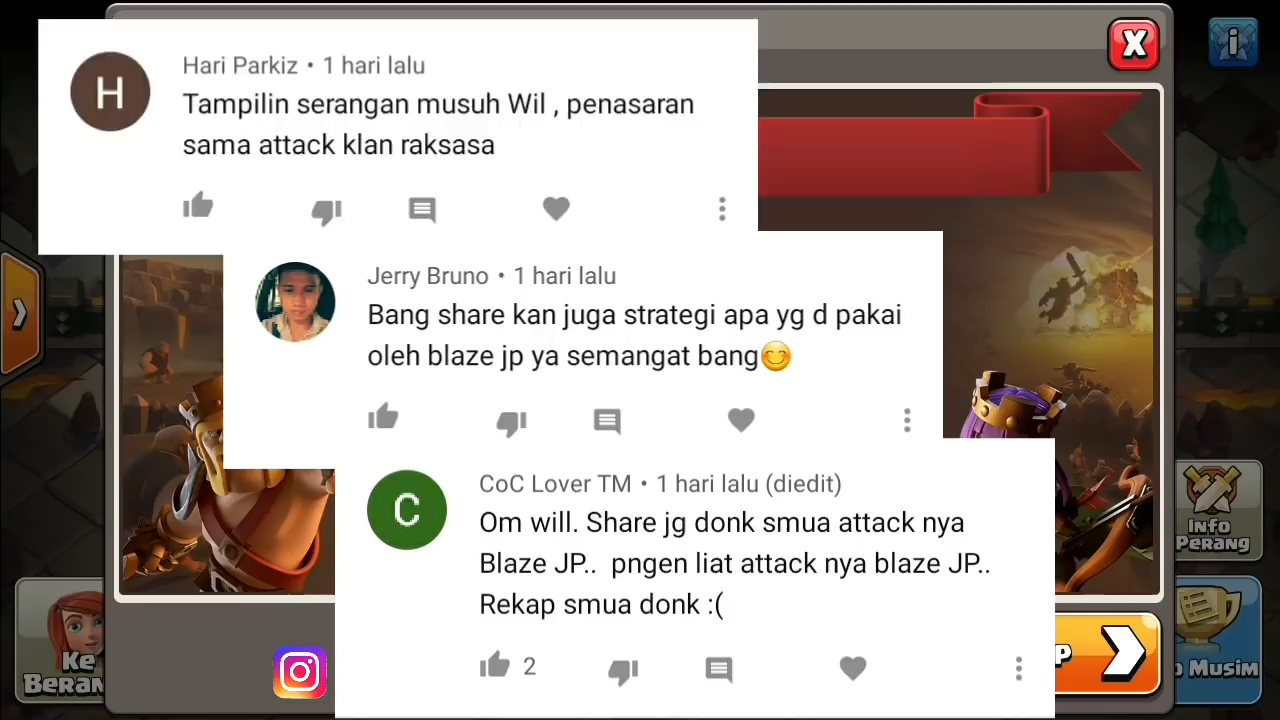 H
Hari Parkiz • 1 hari lalu
Tampilin serangan musuh Wil , penasaran
sama attack klan raksasa
Jerry Bruno • 1 hari lalu
Bang share kan juga strategi apa yg d pakai
oleh blaze jp ya semangat bang😊
C
CoC Lover TM • 1 hari lalu (diedit)
Om will. Share jg donk smua attack nya
Blaze JP..  pngen liat attack nya blaze JP..
Rekap smua donk :(
2
X
i
Info
Perang
Ke
Beran
P
Musim